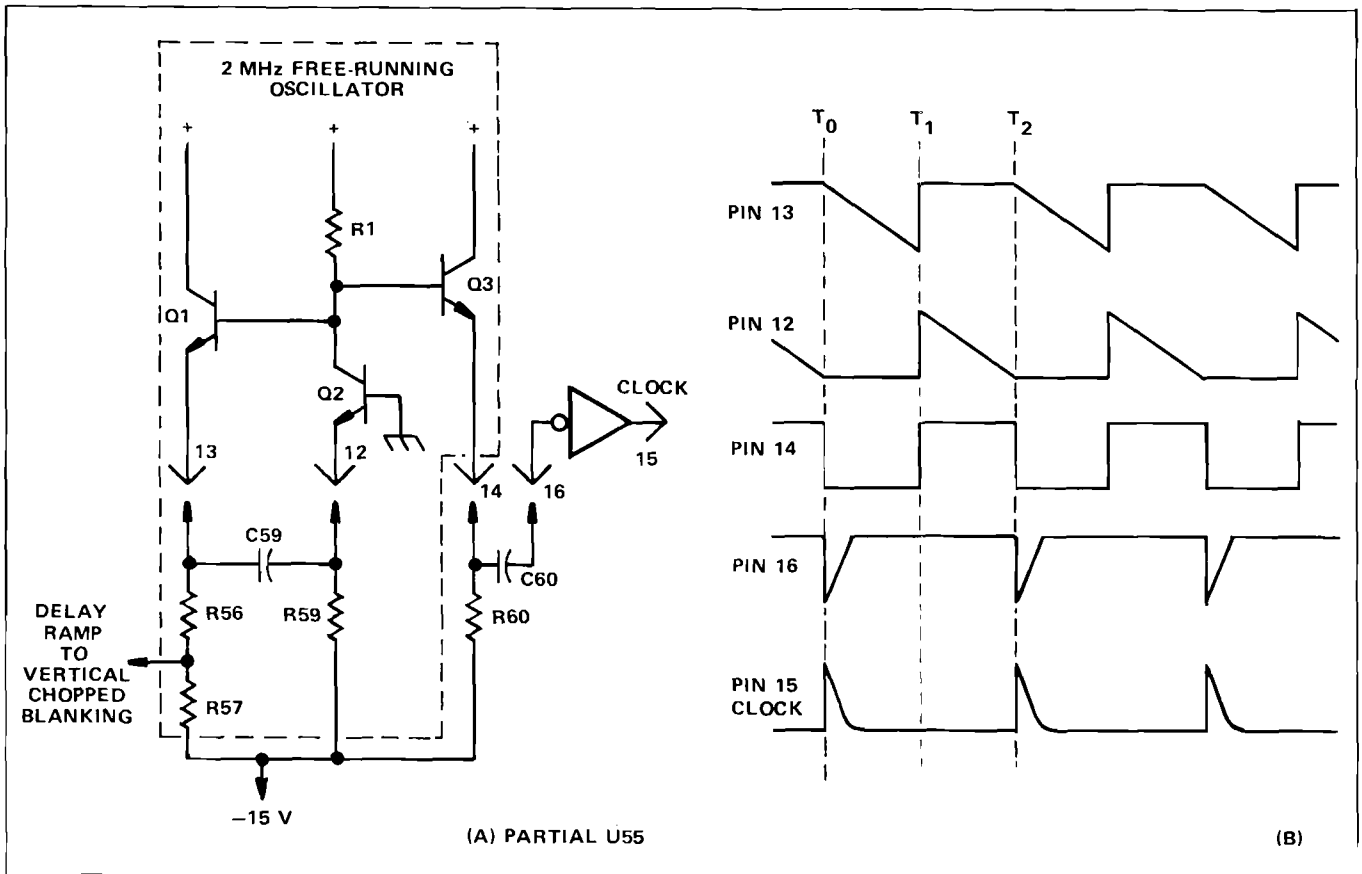 2 MHz FREE-RUNNING
OSCILLATOR
+ + +
R1
Q1
Q3
Q2
13
12
14
16
CLOCK
15
C59
C60
R56
R59
R60
R57
DELAY
RAMP
TO
VERTICAL
CHOPPED
BLANKING
−15 V
(A) PARTIAL U55
T0 T1 T2
PIN 13
PIN 12
PIN 14
PIN 16
PIN 15
CLOCK
(B)